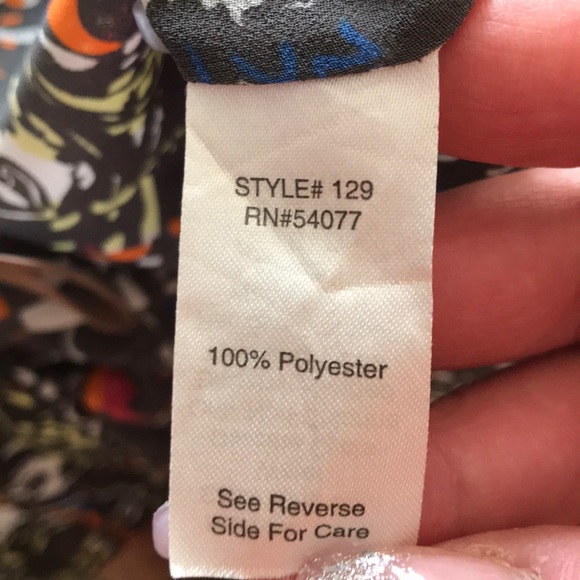 STYLE# 129
RN#54077
100% Polyester
See Reverse
Side For Care